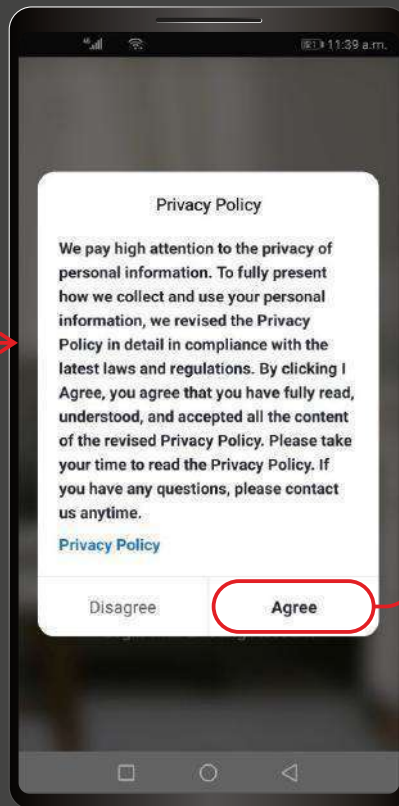 11:39 a.m.
Privacy Policy
We pay high attention to the privacy of
personal information. To fully present
how we collect and use your personal
information, we revised the Privacy
Policy in detail in compliance with the
latest laws and regulations. By clicking I
Agree, you agree that you have fully read,
understood, and accepted all the content
of the revised Privacy Policy. Please take
your time to read the Privacy Policy. If
you have any questions, please contact
us anytime.
Privacy Policy
Disagree
Agree